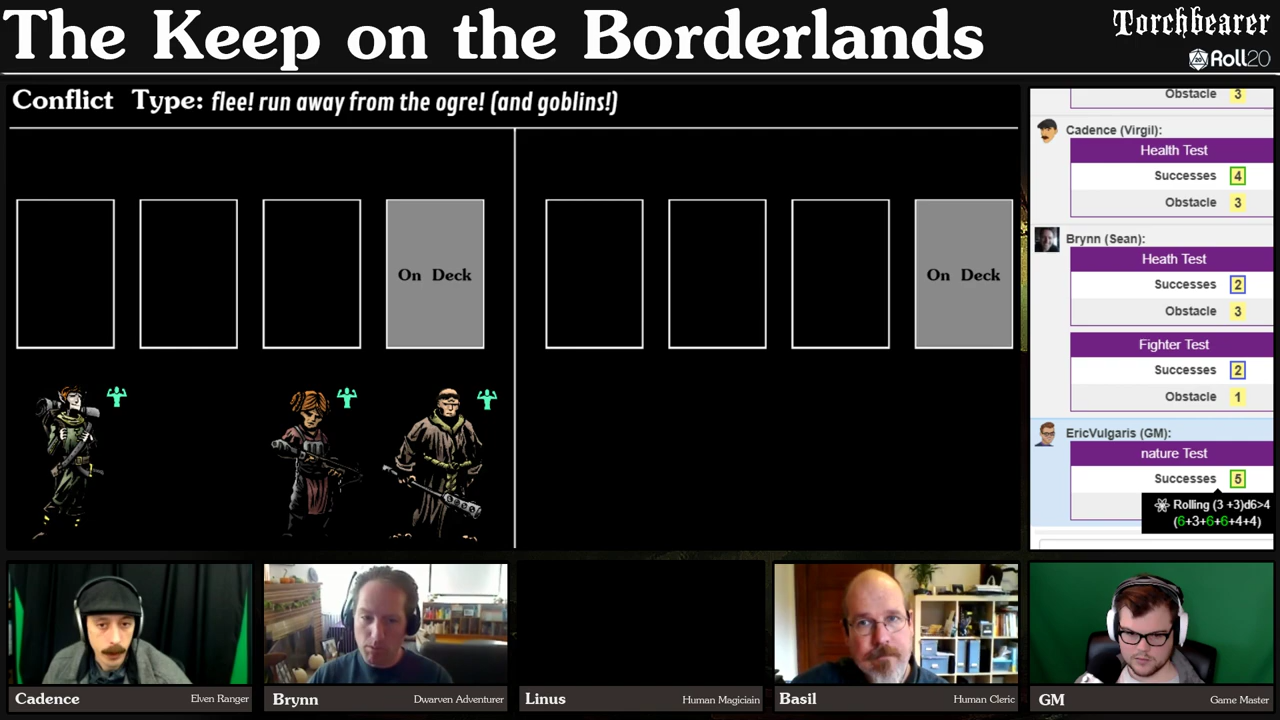 The Keep on the Borderlands
Torchbearer
Roll20
Conflict Type: flee! run away from the ogre! (and goblins!)
On Deck
On Deck
Obstacle 3
Cadence (Virgil):
Health Test
Successes 4
Obstacle 3
Brynn (Sean):
Heath Test
Successes 2
Obstacle 3
Fighter Test
Successes 2
Obstacle 1
EricVulgaris (GM):
nature Test
Successes 5
Rolling (3 +3)d6>4
(6+3+6+6+4+4)
Cadence Elven Ranger
Brynn Dwarven Adventurer
Linus Human Magiciain
Basil Human Cleric
GM Game Master